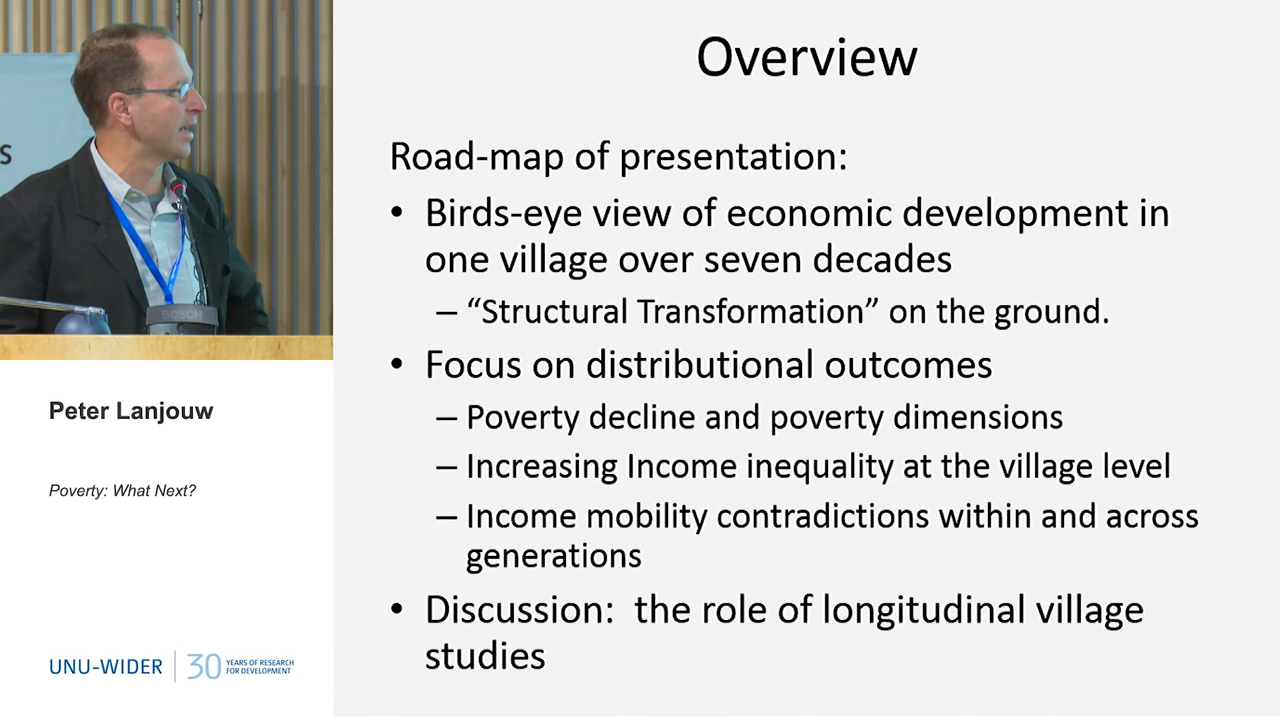 Overview
Road-map of presentation:
• Birds-eye view of economic development in
one village over seven decades
– “Structural Transformation” on the ground.
• Focus on distributional outcomes
– Poverty decline and poverty dimensions
– Increasing Income inequality at the village level
– Income mobility contradictions within and across
generations
• Discussion:  the role of longitudinal village
studies
S
BOSCH
Peter Lanjouw
Poverty: What Next?
UNU-WIDER
30
YEARS OF RESEARCH
FOR DEVELOPMENT